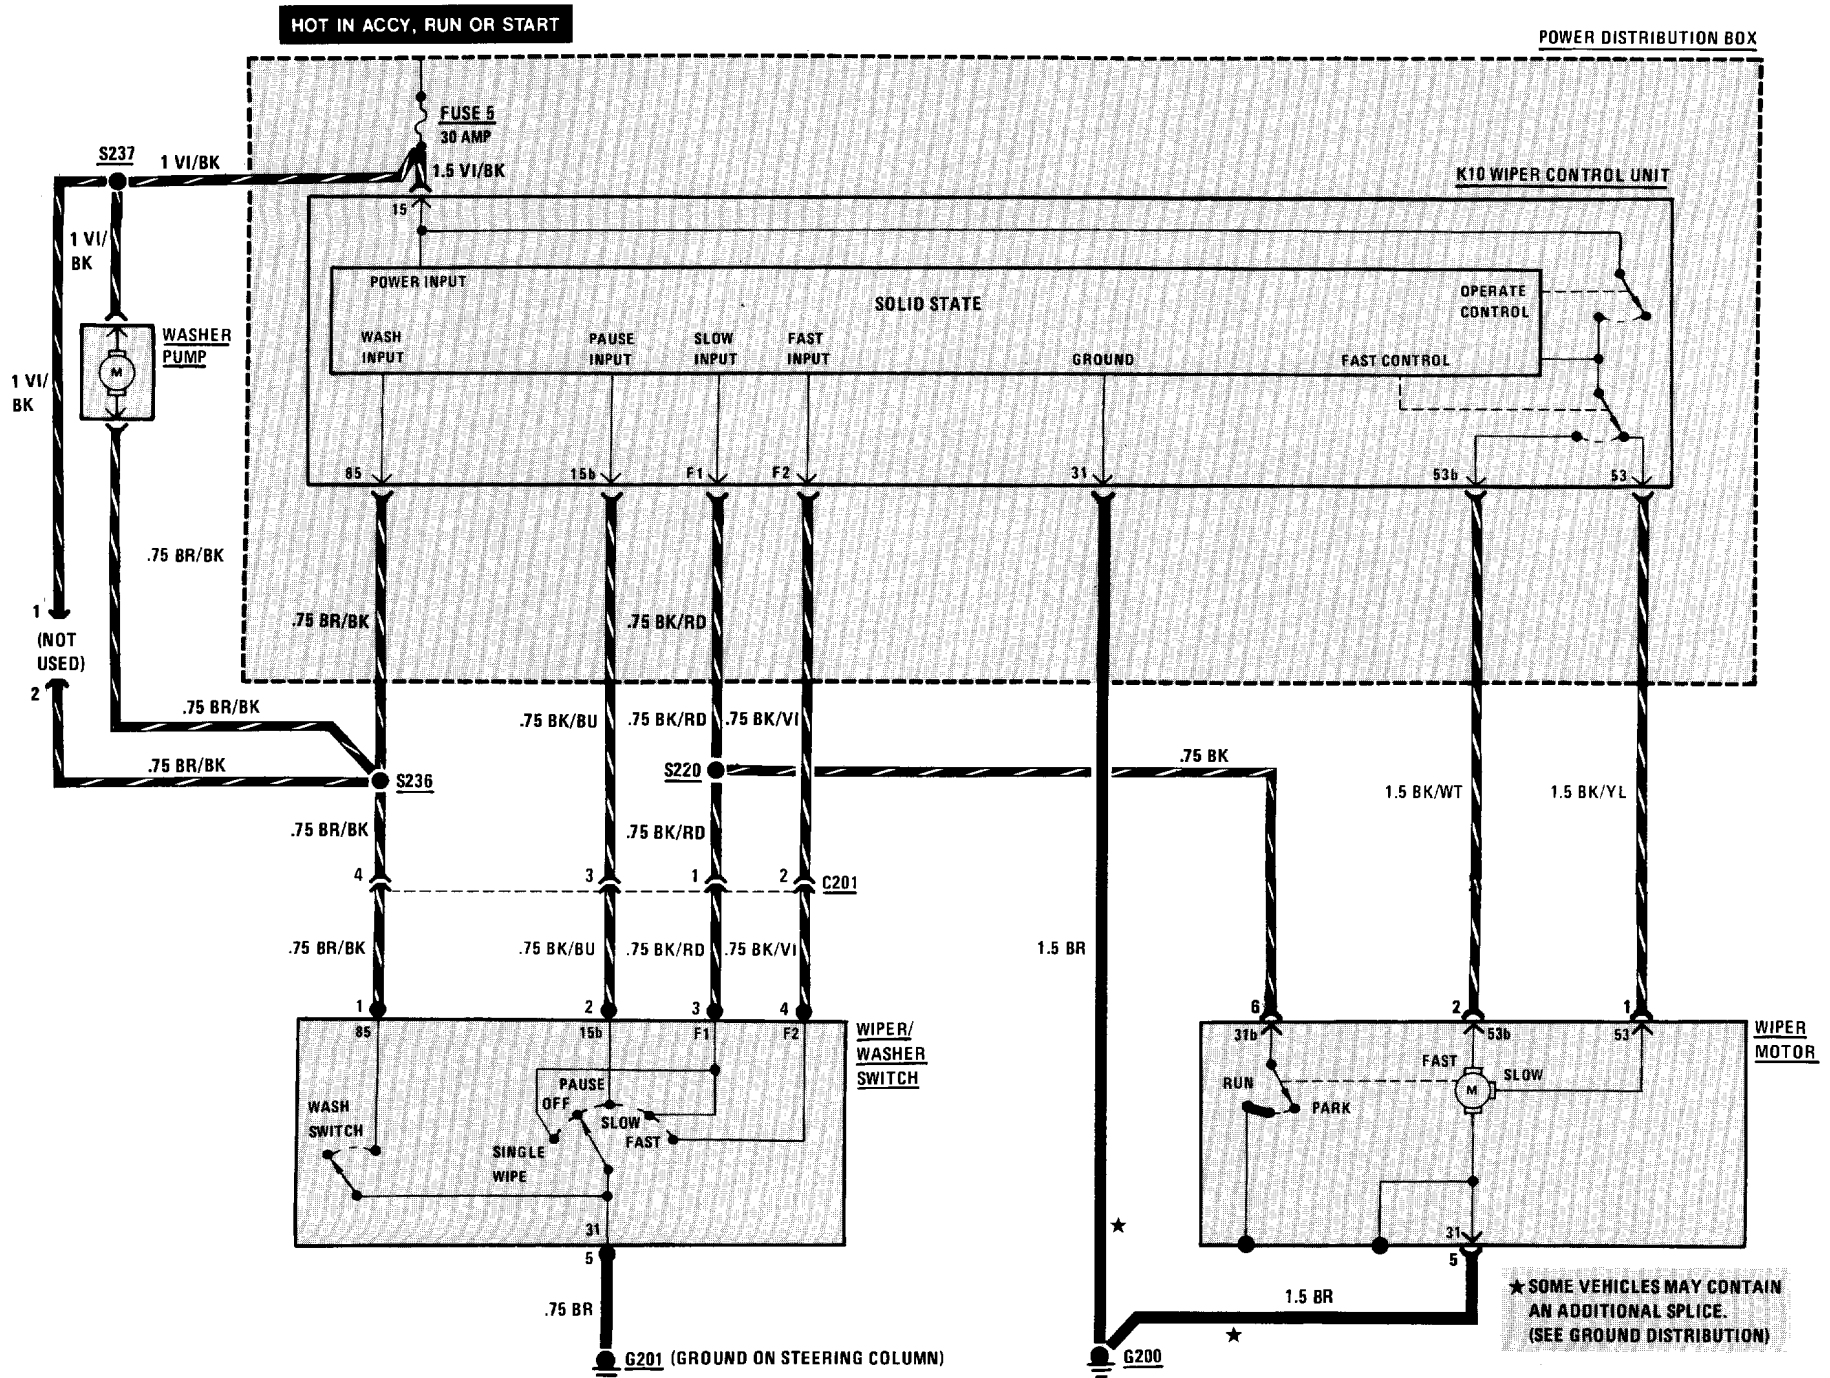 HOT IN ACCY, RUN OR START
POWER DISTRIBUTION BOX
FUSE 5
30 AMP
S237
1 VI/BK
1.5 VI/BK
K10 WIPER CONTROL UNIT
15
1 VI/
BK
POWER INPUT
SOLID STATE
OPERATE
CONTROL
WASHER
PUMP
M
WASH
INPUT
PAUSE
INPUT
SLOW
INPUT
FAST
INPUT
GROUND
FAST CONTROL
1 VI/
BK
85
15b
F1
F2
31
53b
53
.75 BR/BK
1
(NOT
USED)
2
.75 BR/BK
.75 BK/RD
.75 BR/BK
.75 BK/BU
.75 BK/RD
.75 BK/VI
.75 BR/BK
S236
S220
.75 BK
1.5 BK/WT
1.5 BK/YL
.75 BR/BK
.75 BK/RD
4
3
1
2
C201
.75 BR/BK
.75 BK/BU
.75 BK/RD
.75 BK/VI
1.5 BR
1
2
3
4
6
2
1
85
15b
F1
F2
WIPER/
WASHER
SWITCH
31b
53b
53
WIPER
MOTOR
PAUSE
OFF
SLOW
FAST
SINGLE
WIPE
WASH
SWITCH
FAST
SLOW
M
RUN
PARK
31
5
31
5
★
.75 BR
1.5 BR
★
★ SOME VEHICLES MAY CONTAIN
AN ADDITIONAL SPLICE.
(SEE GROUND DISTRIBUTION)
G201 (GROUND ON STEERING COLUMN)
G200